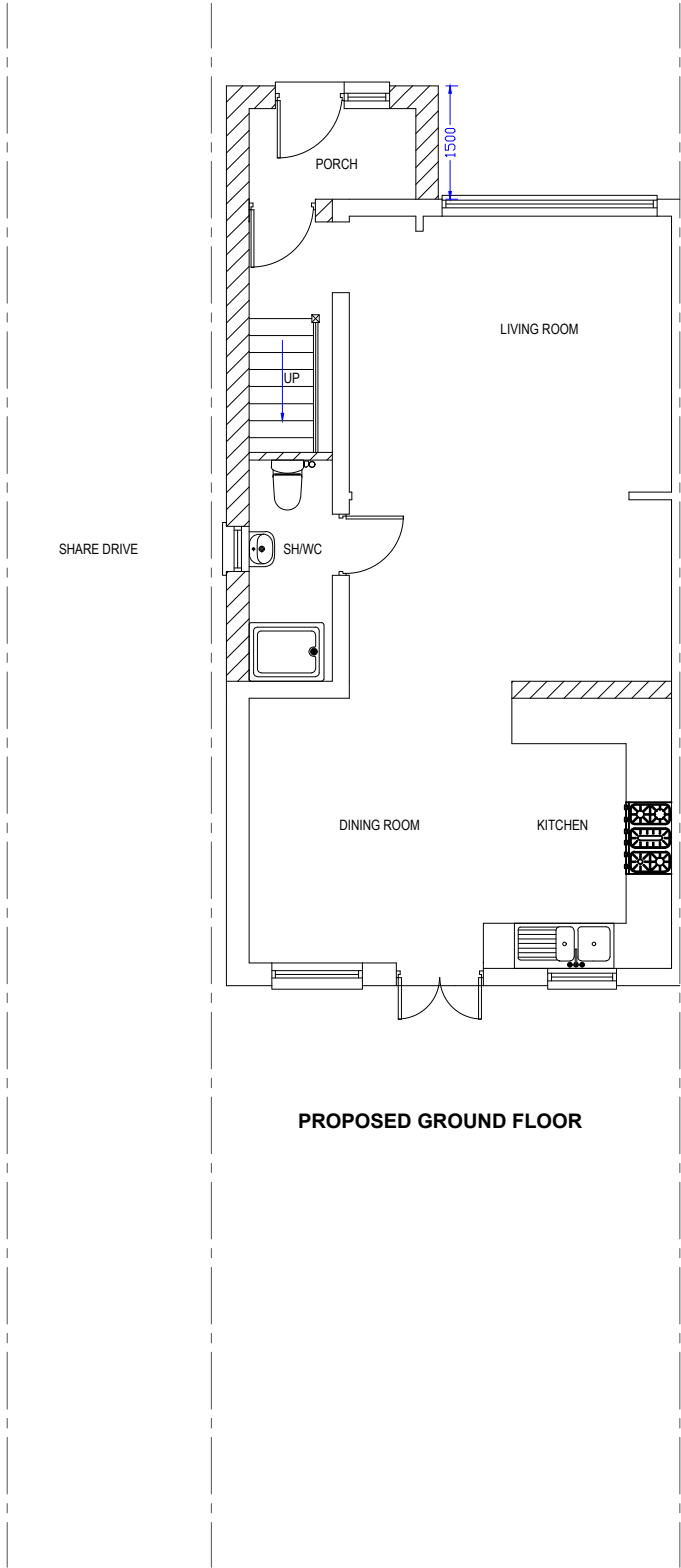 1500
PORCH
LIVING ROOM
UP
SHARE DRIVE
SH/WC
DINING ROOM
KITCHEN
PROPOSED GROUND FLOOR